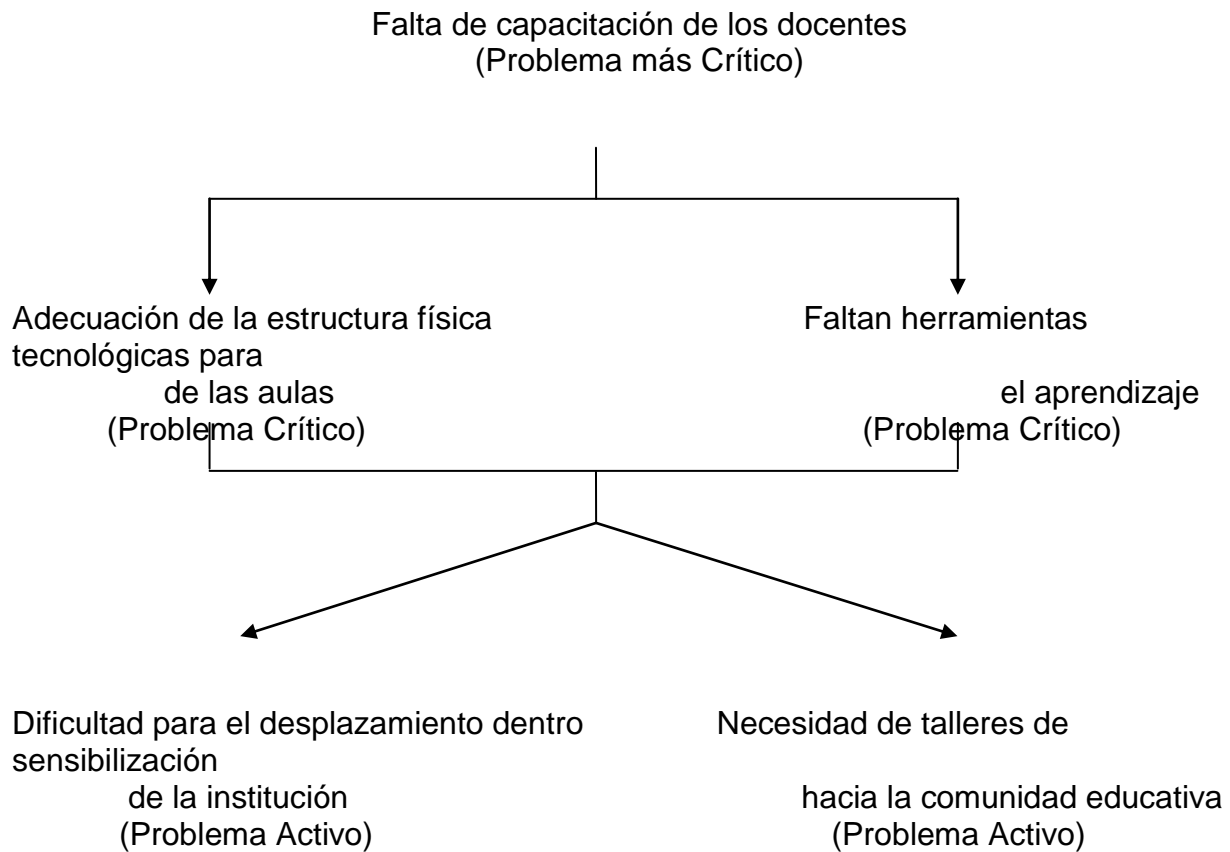 Falta de capacitación de los docentes
(Problema más Crítico)
Adecuación de la estructura física Faltan herramientas
tecnológicas para
de las aulas el aprendizaje
(Problema Crítico) (Problema Crítico)
Dificultad para el desplazamiento dentro Necesidad de talleres de
sensibilización
de la institución hacia la comunidad educativa
(Problema Activo) (Problema Activo)